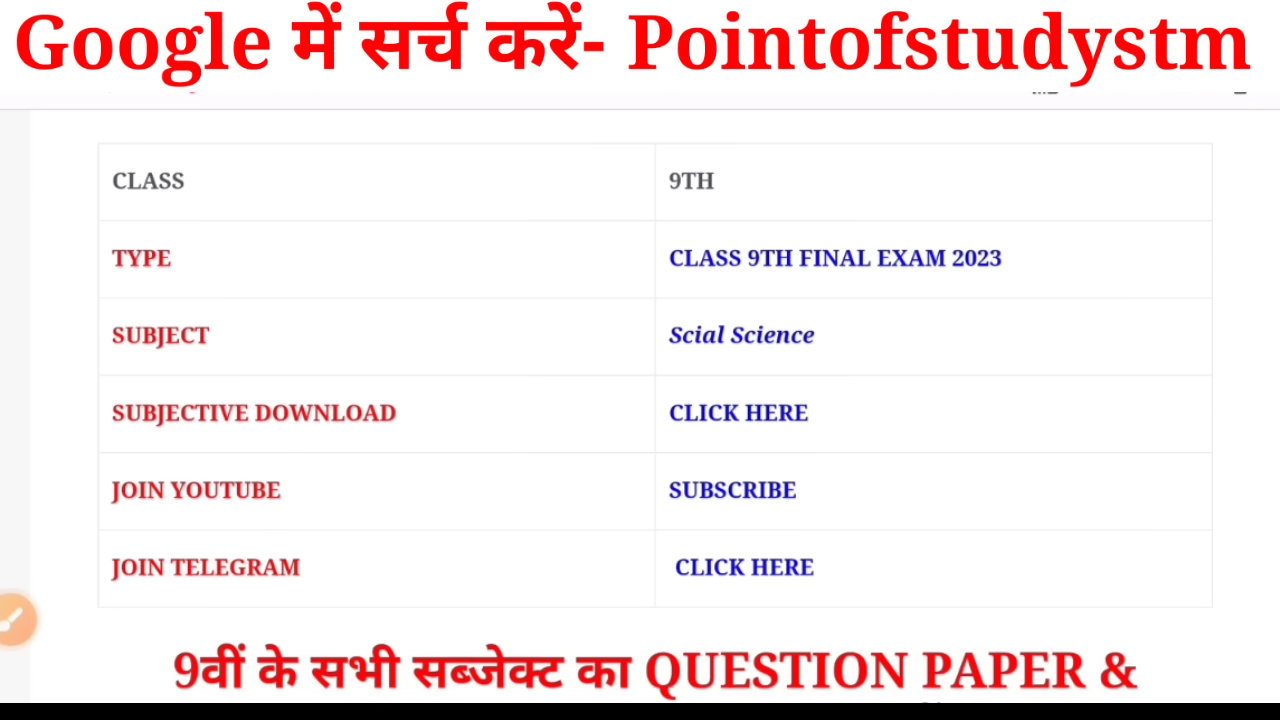 Google में सर्च करें- Pointofstudystm
CLASS 9TH
TYPE CLASS 9TH FINAL EXAM 2023
SUBJECT Scial Science
SUBJECTIVE DOWNLOAD CLICK HERE
JOIN YOUTUBE SUBSCRIBE
JOIN TELEGRAM CLICK HERE
9वीं के सभी सब्जेक्ट का QUESTION PAPER &